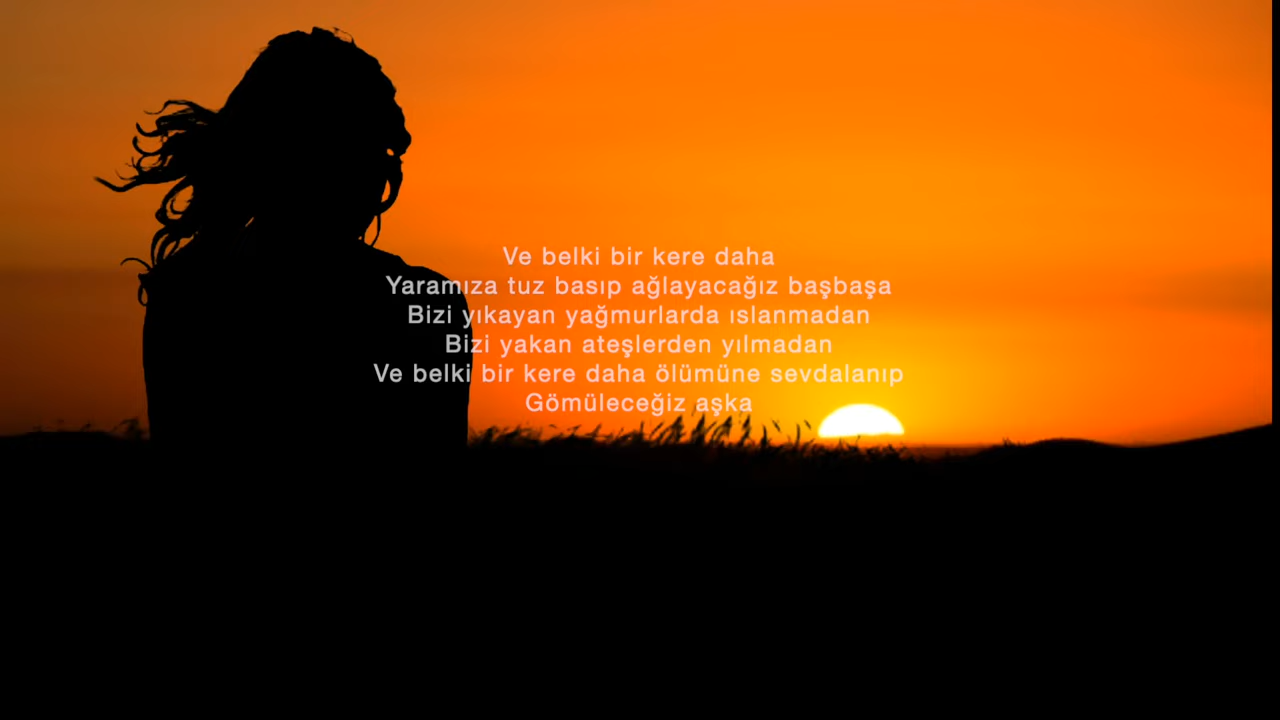 Ve belki bir kere daha
Yaramıza tuz basıp ağlayacağız başbaşa
Bizi yıkayan yağmurlarda ıslanmadan
Bizi yakan ateşlerden yılmadan
Ve belki bir kere daha ölümüne sevdalanıp
Gömüleceğiz aşka